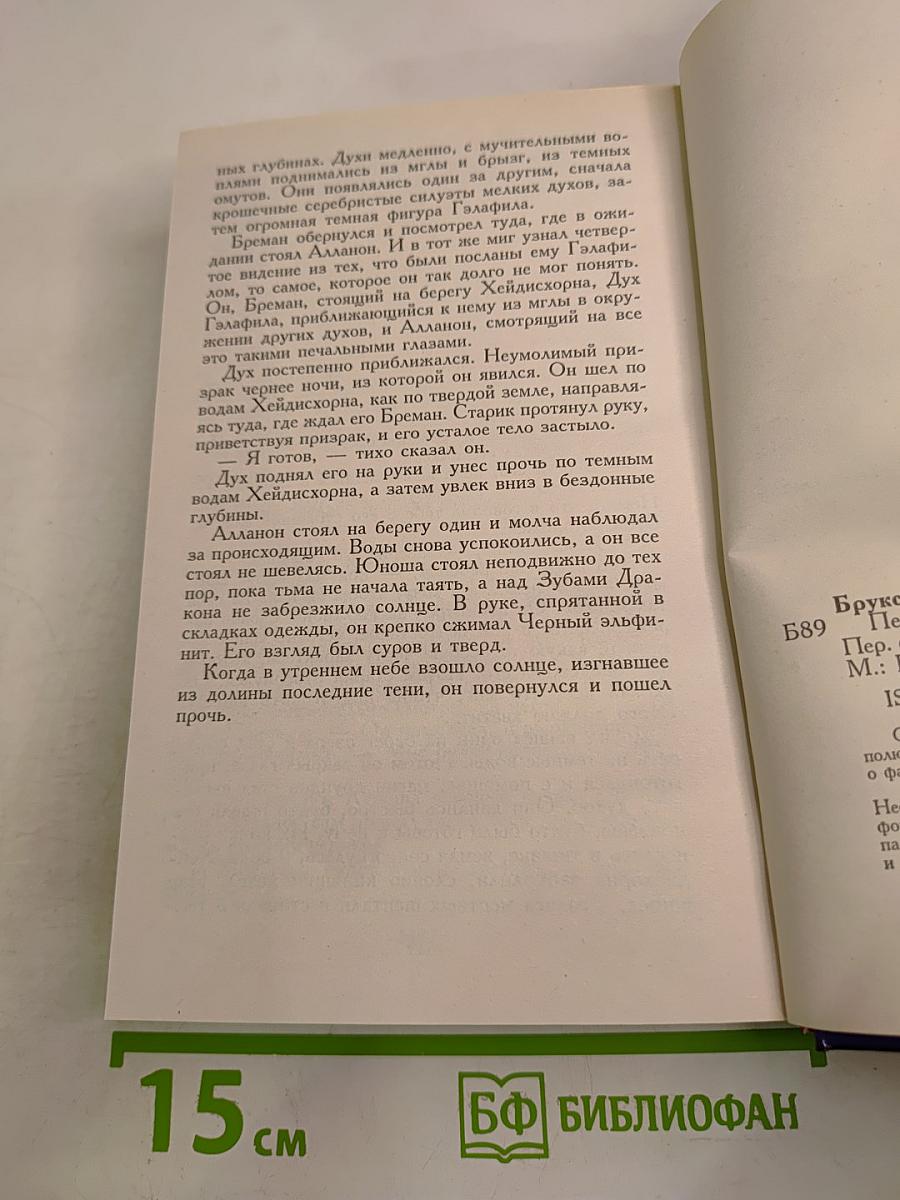 ных глубинах. Духи медленно, с мучительными во-
плями поднимались из мглы и брызг, из темных
омутов. Они появлялись один за другим, сначала
крошечные серебристые силуэты мелких духов, за-
тем огромная темная фигура Гэлафила.
Бреман обернулся и посмотрел туда, где в ожи-
дании стоял Алланон. И в тот же миг узнал четвер-
тое видение из тех, что были посланы ему Гэлафи-
лом, то самое, которое он так долго не мог понять.
Он, Бреман, стоящий на берегу Хейдисхорна, Дух
Гэлафила, приближающийся к нему из мглы в окру-
жении других духов, и Алланон, смотрящий на все
это такими печальными глазами.
Дух постепенно приближался. Неумолимый при-
зрак чернее ночи, из которой он явился. Он шел по
водам Хейдисхорна, как по твердой земле, направля-
ясь туда, где ждал его Бреман. Старик протянул руку,
приветствуя призрак, и его усталое тело застыло.
— Я готов, — тихо сказал он.
Дух поднял его на руки и унес прочь по темным
водам Хейдисхорна, а затем увлек вниз в бездонные
глубины.
Алланон стоял на берегу один и молча наблюдал
за происходящим. Воды снова успокоились, а он все
стоял не шевелясь. Юноша стоял неподвижно до тех
пор, пока тьма не начала таять, а над Зубами Дра-
кона не забрезжило солнце. В руке, спрятанной в
складках одежды, он крепко сжимал Черный эльфи-
нит. Его взгляд был суров и тверд.
Когда в утреннем небе взошло солнце, изгнавшее
из долины последние тени, он повернулся и пошел
прочь.
Брукс
Б89
Пе
Пер.
М.:
IS
С
полю
о фа
Нес
фо
па
и
15 см
БФ БИБЛИОФАН